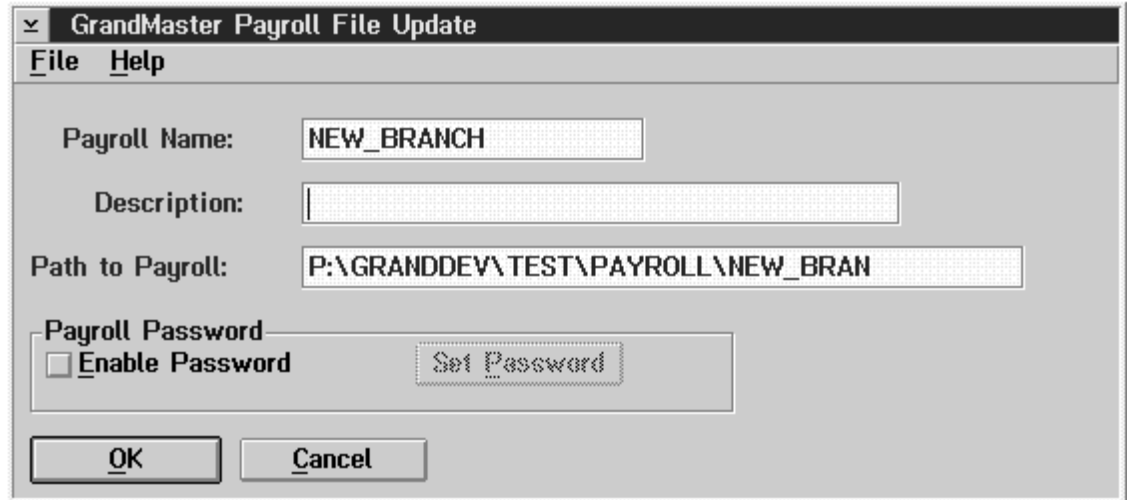 GrandMaster Payroll File Update
File Help
Payroll Name: NEW_BRANCH
Description:
Path to Payroll: P:\GRANDDEV\TEST\PAYROLL\NEW_BRAN
Payroll Password
Enable Password Set Password
OK Cancel